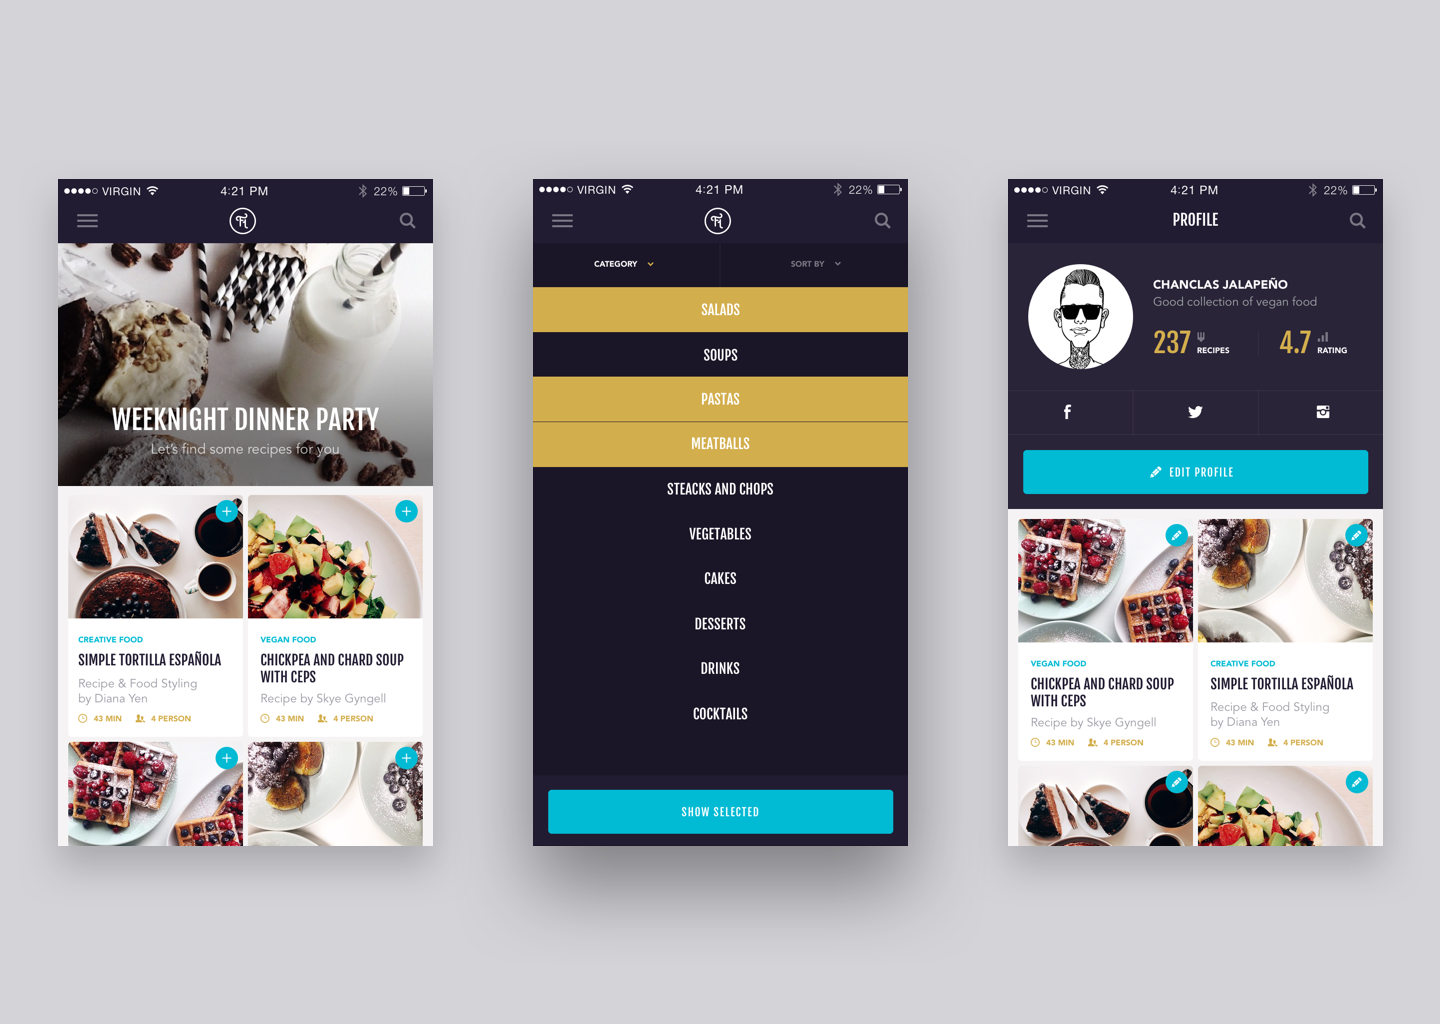 VIRGIN 4:21 PM 22%
WEEKNIGHT DINNER PARTY
Let's find some recipes for you
CREATIVE FOOD
SIMPLE TORTILLA ESPAÑOLA
Recipe & Food Styling
by Diana Yen
43 MIN 4 PERSON
VEGAN FOOD
CHICKPEA AND CHARD SOUP
WITH CEPS
Recipe by Skye Gyngell
43 MIN 4 PERSON
VIRGIN 4:21 PM 22%
CATEGORY SORT BY
SALADS
SOUPS
PASTAS
MEATBALLS
STEACKS AND CHOPS
VEGETABLES
CAKES
DESSERTS
DRINKS
COCKTAILS
SHOW SELECTED
VIRGIN 4:21 PM 22%
PROFILE
CHANCLAS JALAPEÑO
Good collection of vegan food
237 RECIPES 4.7 RATING
EDIT PROFILE
VEGAN FOOD
CHICKPEA AND CHARD SOUP
WITH CEPS
Recipe by Skye Gyngell
43 MIN 4 PERSON
CREATIVE FOOD
SIMPLE TORTILLA ESPAÑOLA
Recipe & Food Styling
by Diana Yen
43 MIN 4 PERSON